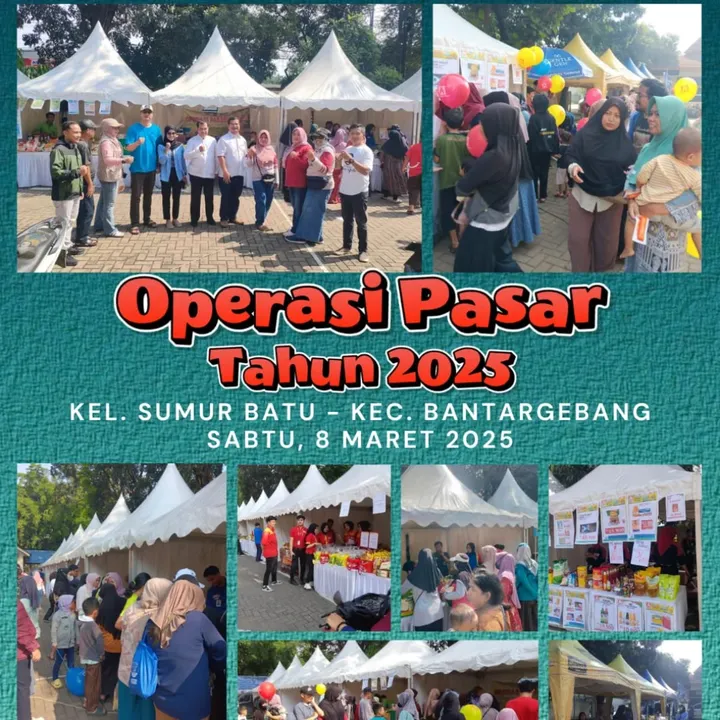 Operasi Pasar
Tahun 2025
KEL. SUMUR BATU - KEC. BANTARGEBANG
SABTU, 8 MARET 2025